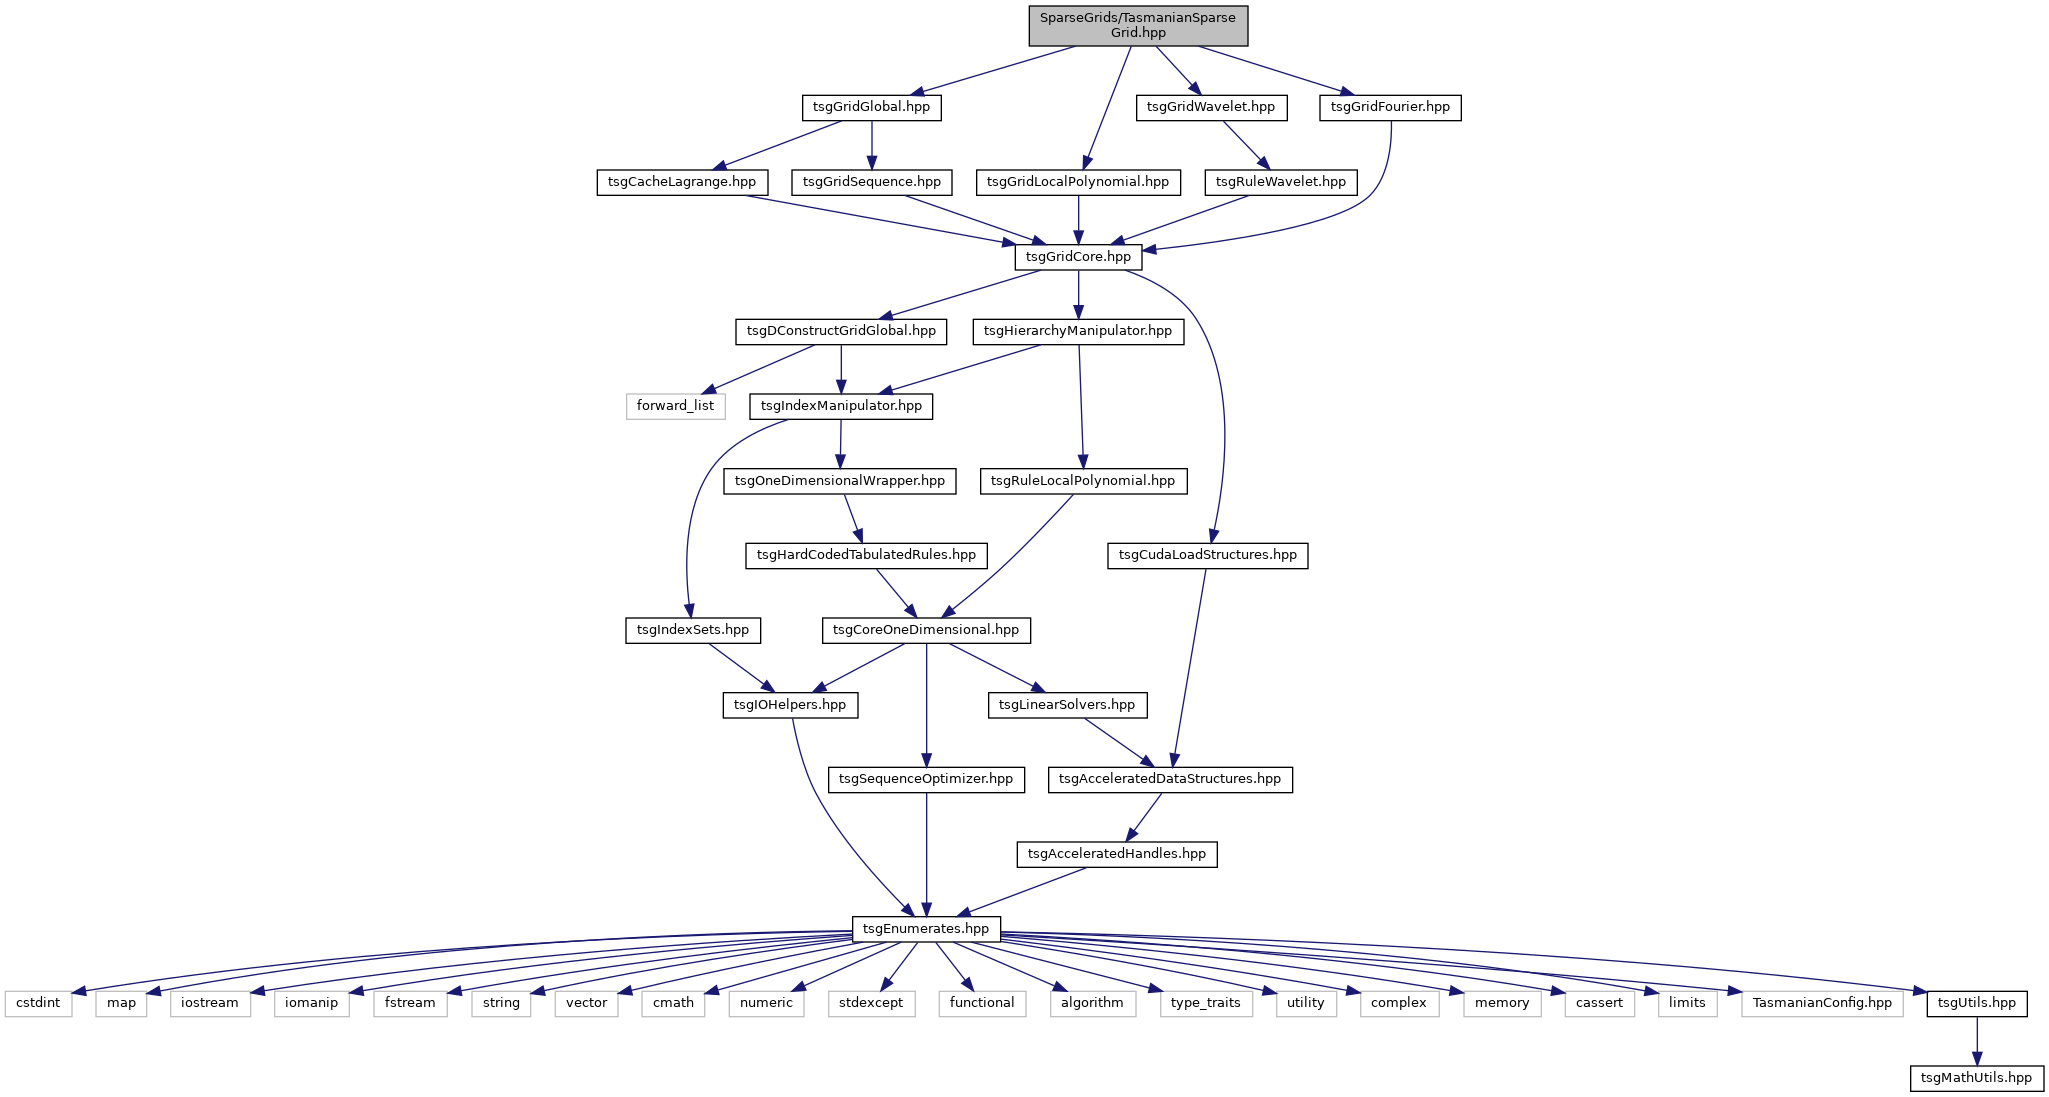 SparseGrids/TasmanianSparse
Grid.hpp
tsgGridGlobal.hpp
tsgGridWavelet.hpp
tsgGridFourier.hpp
tsgCacheLagrange.hpp
tsgGridSequence.hpp
tsgGridLocalPolynomial.hpp
tsgRuleWavelet.hpp
tsgGridCore.hpp
tsgDConstructGridGlobal.hpp
tsgHierarchyManipulator.hpp
forward_list
tsgIndexManipulator.hpp
tsgOneDimensionalWrapper.hpp
tsgRuleLocalPolynomial.hpp
tsgHardCodedTabulatedRules.hpp
tsgCudaLoadStructures.hpp
tsgIndexSets.hpp
tsgCoreOneDimensional.hpp
tsgIOHelpers.hpp
tsgLinearSolvers.hpp
tsgSequenceOptimizer.hpp
tsgAcceleratedDataStructures.hpp
tsgAcceleratedHandles.hpp
tsgEnumerates.hpp
cstdint
map
iostream
iomanip
fstream
string
vector
cmath
numeric
stdexcept
functional
algorithm
type_traits
utility
complex
memory
cassert
limits
TasmanianConfig.hpp
tsgUtils.hpp
tsgMathUtils.hpp